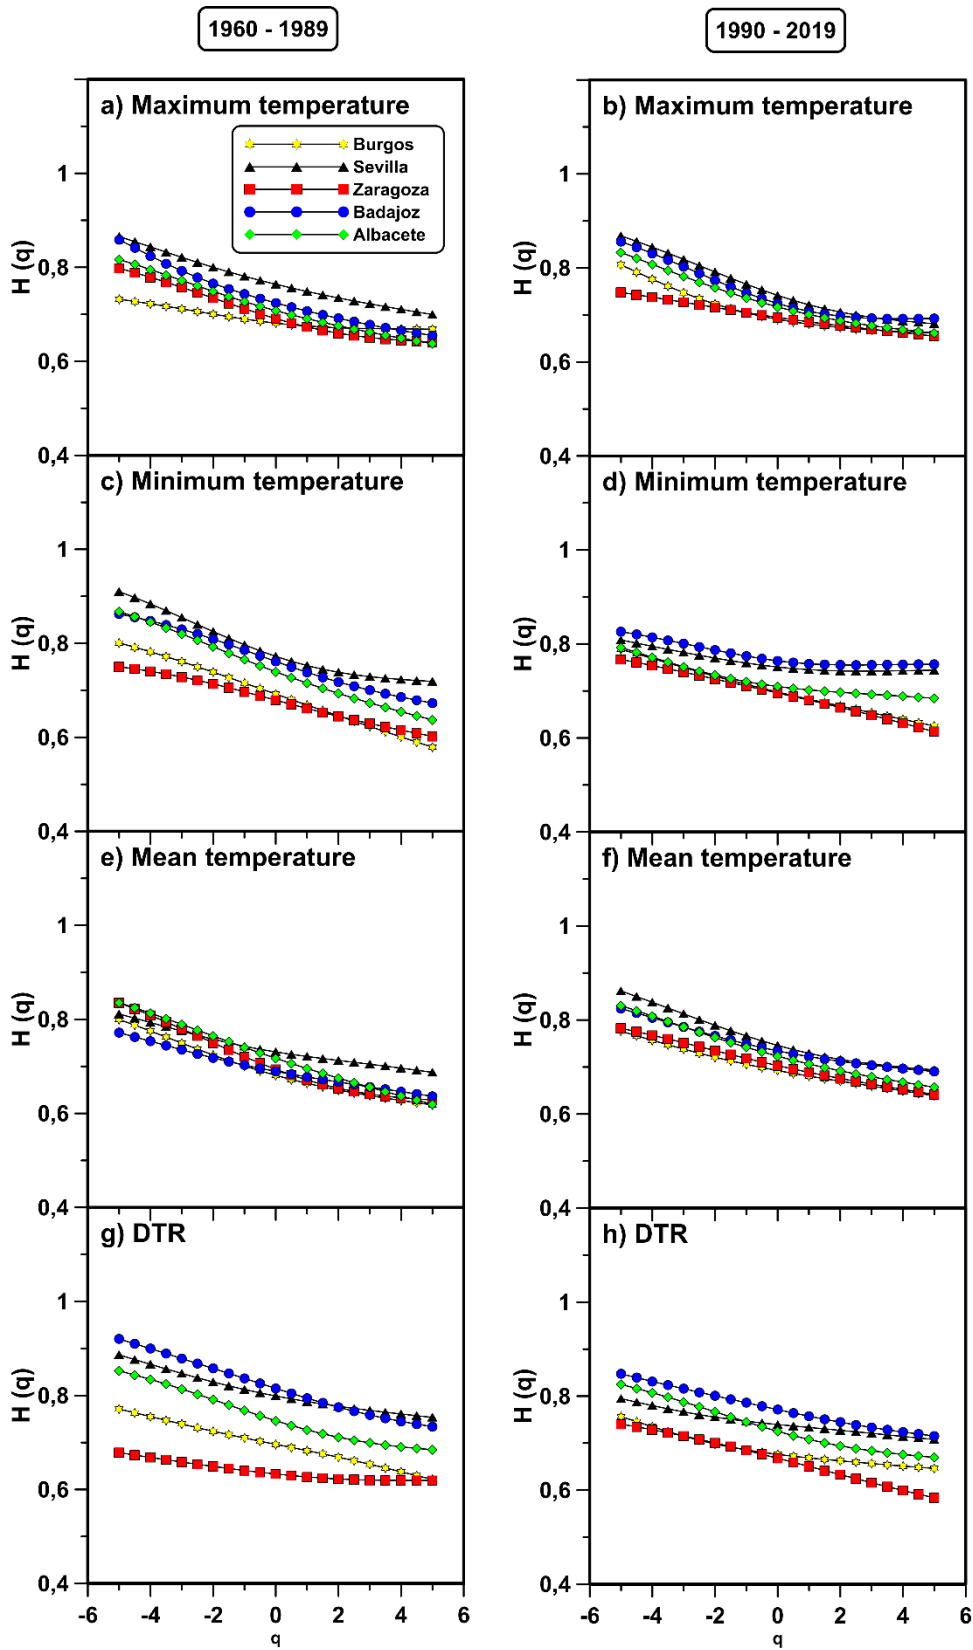 1960 - 1989
1990 - 2019
a) Maximum temperature
Burgos
Sevilla
Zaragoza
Badajoz
Albacete
1
0,8
0,6
0,4
H (q)
b) Maximum temperature
1
0,8
0,6
0,4
H (q)
c) Minimum temperature
1
0,8
0,6
0,4
H (q)
d) Minimum temperature
1
0,8
0,6
0,4
H (q)
e) Mean temperature
1
0,8
0,6
0,4
H (q)
f) Mean temperature
1
0,8
0,6
0,4
H (q)
g) DTR
1
0,8
0,6
0,4
H (q)
-6 -4 -2 0 2 4 6
q
h) DTR
1
0,8
0,6
0,4
H (q)
-6 -4 -2 0 2 4 6
q